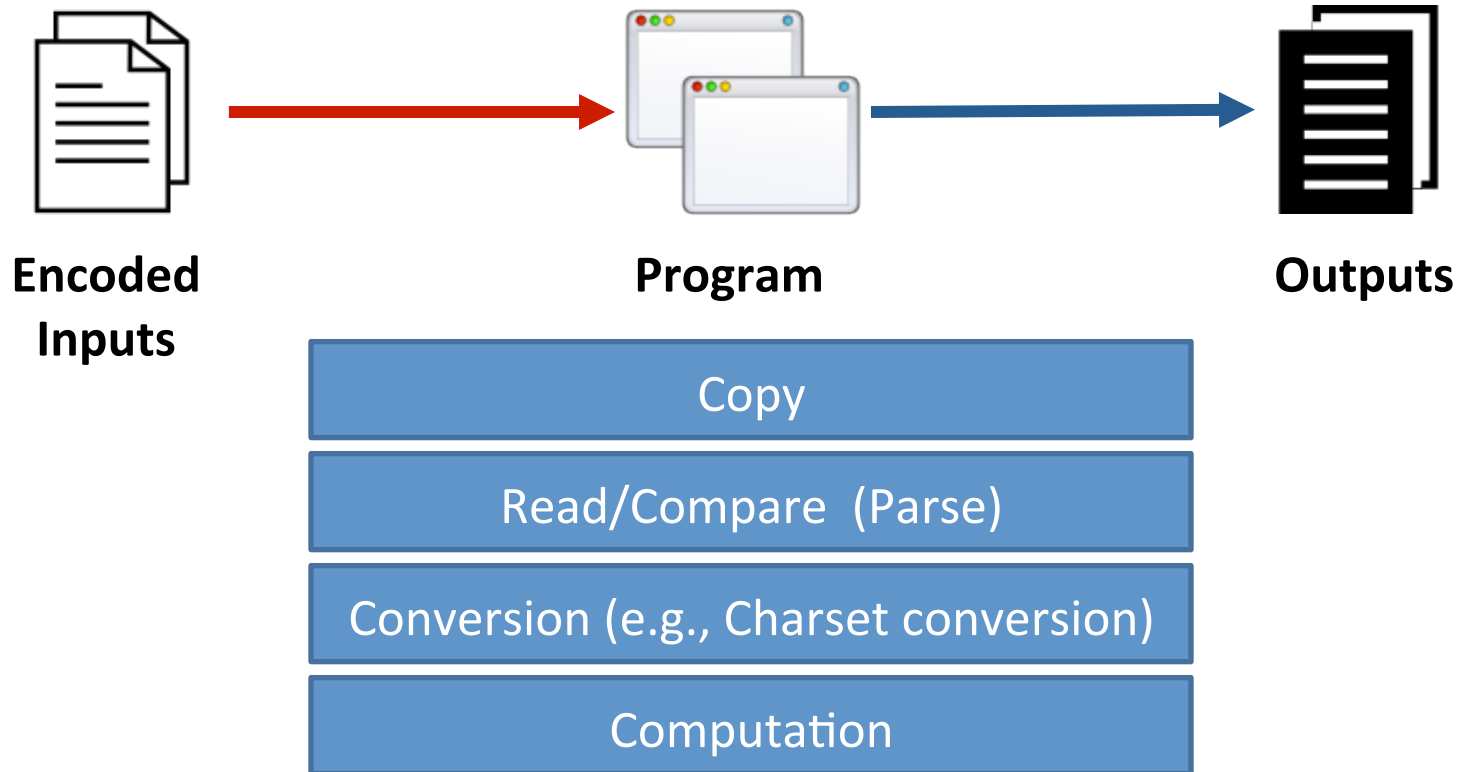 Encoded
Inputs
Program
Outputs
Copy
Read/Compare  (Parse)
Conversion (e.g., Charset conversion)
Computation